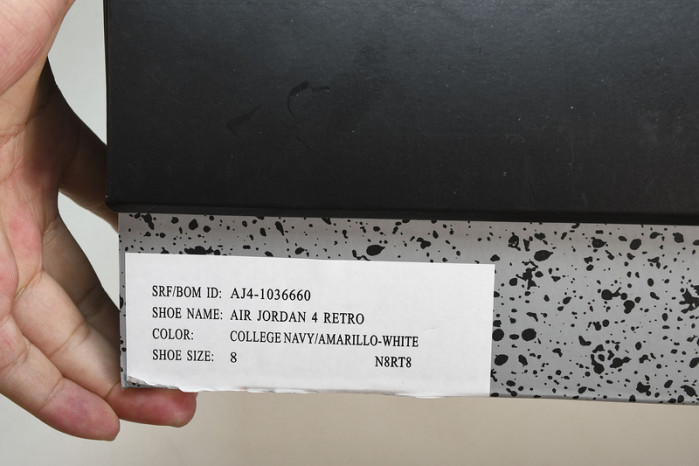 SRF/BOM ID: AJ4-1036660
SHOE NAME: AIR JORDAN 4 RETRO
COLOR: COLLEGE NAVY/AMARILLO-WHITE
SHOE SIZE: 8 N8RT8